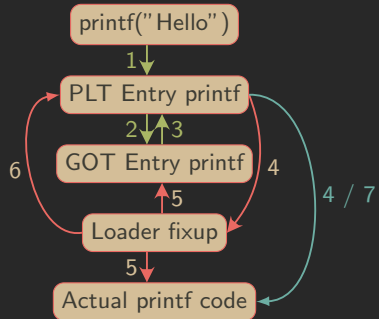 printf("Hello")
1
PLT Entry printf
2 3
4
GOT Entry printf
6
5
4 / 7
Loader fixup
5
Actual printf code